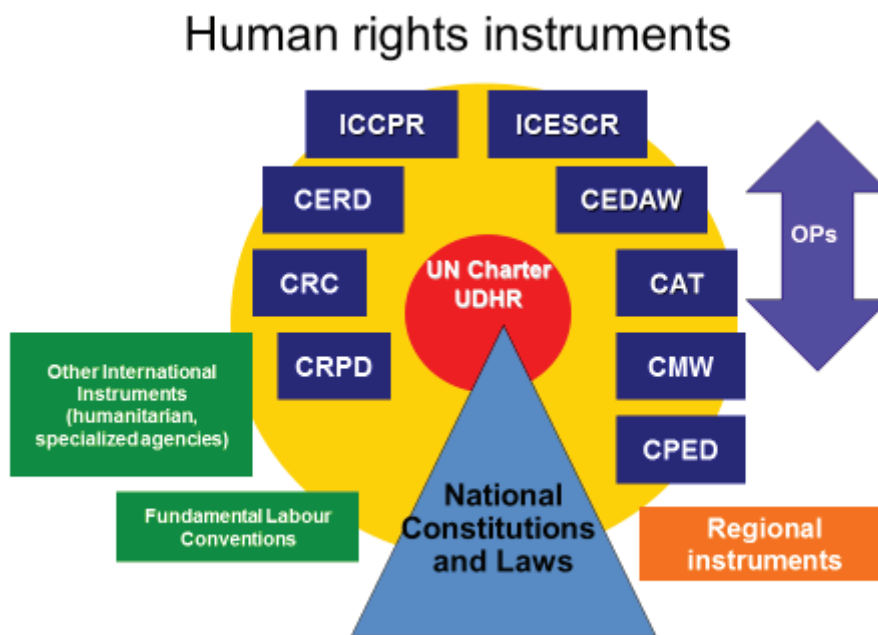 Human rights instruments
ICCPR
ICESCR
CERD
CEDAW
UN Charter
UDHR
OPs
CRC
CAT
Other International
Instruments
(humanitarian,
specialized agencies)
CRPD
CMW
CPED
National
Constitutions
and Laws
Fundamental Labour
Conventions
Regional
instruments